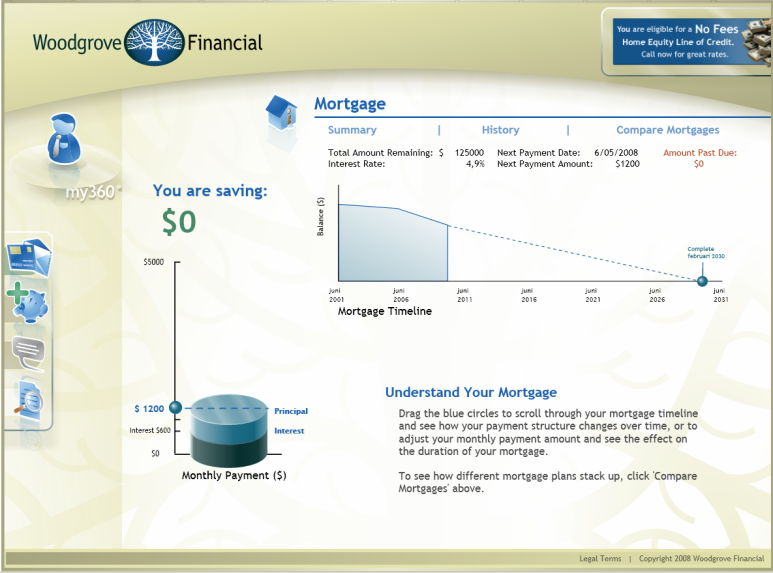 Woodgrove Financial
You are eligible for a No Fees
Home Equity Line of Credit.
Call now for great rates.
my360°
Mortgage
Summary | History | Compare Mortgages
Total Amount Remaining: $ 125000 Next Payment Date: 6/05/2008 Amount Past Due:
Interest Rate: 4,9% Next Payment Amount: $1200 $0
You are saving:
$0
Balance ($)
Complete
februari 2030
juni juni juni juni juni juni juni
2001 2006 2011 2016 2021 2026 2031
Mortgage Timeline
$5000
$ 1200
Principal
Interest $600
Interest
$0
Monthly Payment ($)
Understand Your Mortgage
Drag the blue circles to scroll through your mortgage timeline
and see how your payment structure changes over time, or to
adjust your monthly payment amount and see the effect on
the duration of your mortgage.
To see how different mortgage plans stack up, click 'Compare
Mortgages' above.
Legal Terms | Copyright 2008 Woodgrove Financial